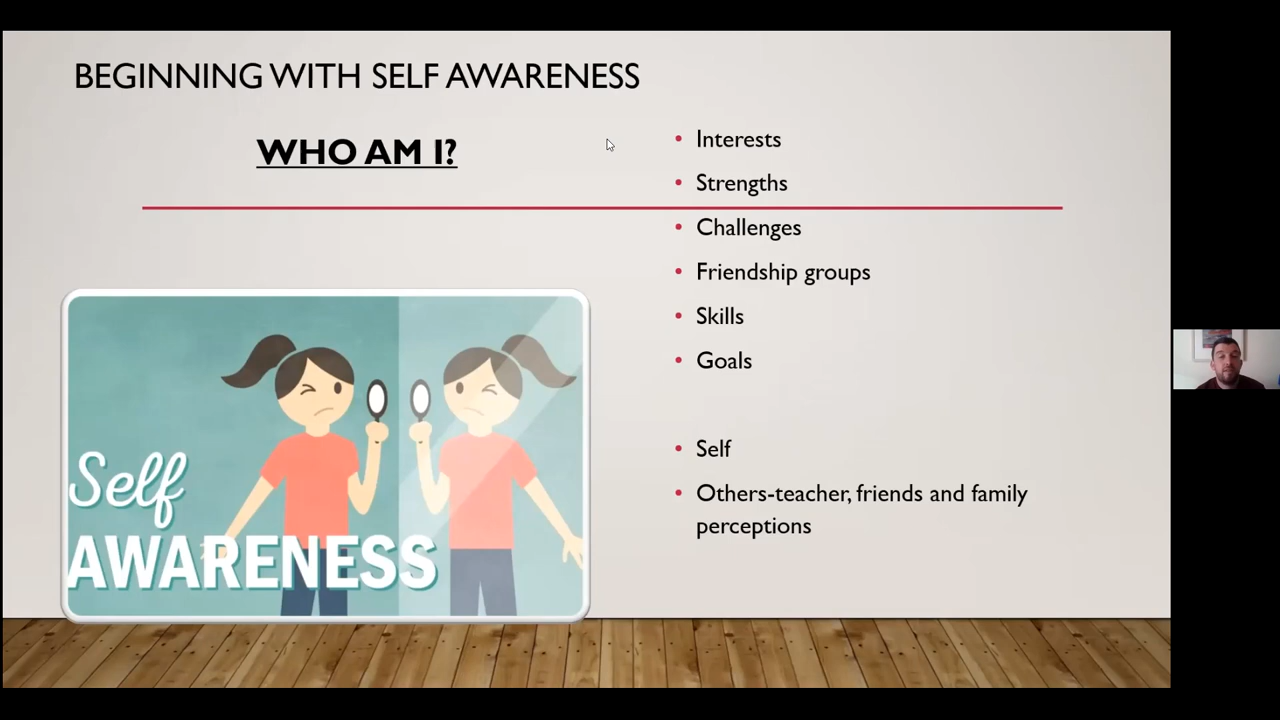 BEGINNING WITH SELF AWARENESS
WHO AM I?
• Interests
• Strengths
• Challenges
• Friendship groups
• Skills
• Goals
• Self
• Others-teacher, friends and family
perceptions
Self
AWARENESS